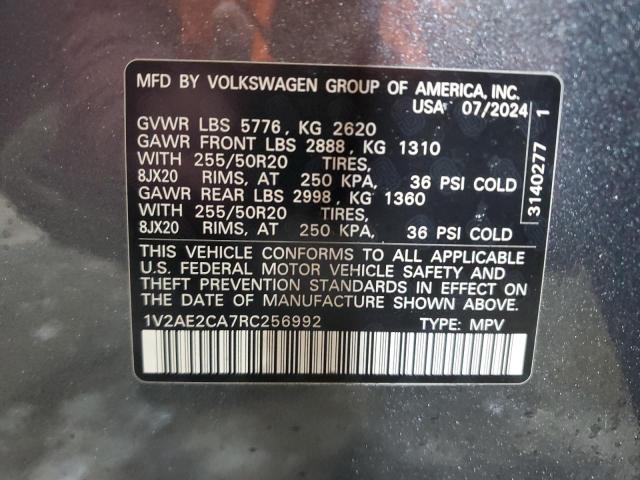 MFD BY VOLKSWAGEN GROUP OF AMERICA, INC.
USA 07/2024
GVWR LBS 5776, KG 2620
GAWR FRONT LBS 2888, KG 1310
WITH 255/50R20 TIRES,
8JX20 RIMS, AT 250 KPA, 36 PSI COLD
GAWR REAR LBS 2998, KG 1360
WITH 255/50R20 TIRES,
8JX20 RIMS, AT 250 KPA, 36 PSI COLD
THIS VEHICLE CONFORMS TO ALL APPLICABLE
U.S. FEDERAL MOTOR VEHICLE SAFETY AND
THEFT PREVENTION STANDARDS IN EFFECT ON
THE DATE OF MANUFACTURE SHOWN ABOVE.
1V2AE2CA7RC256992 TYPE: MPV
3140277 1